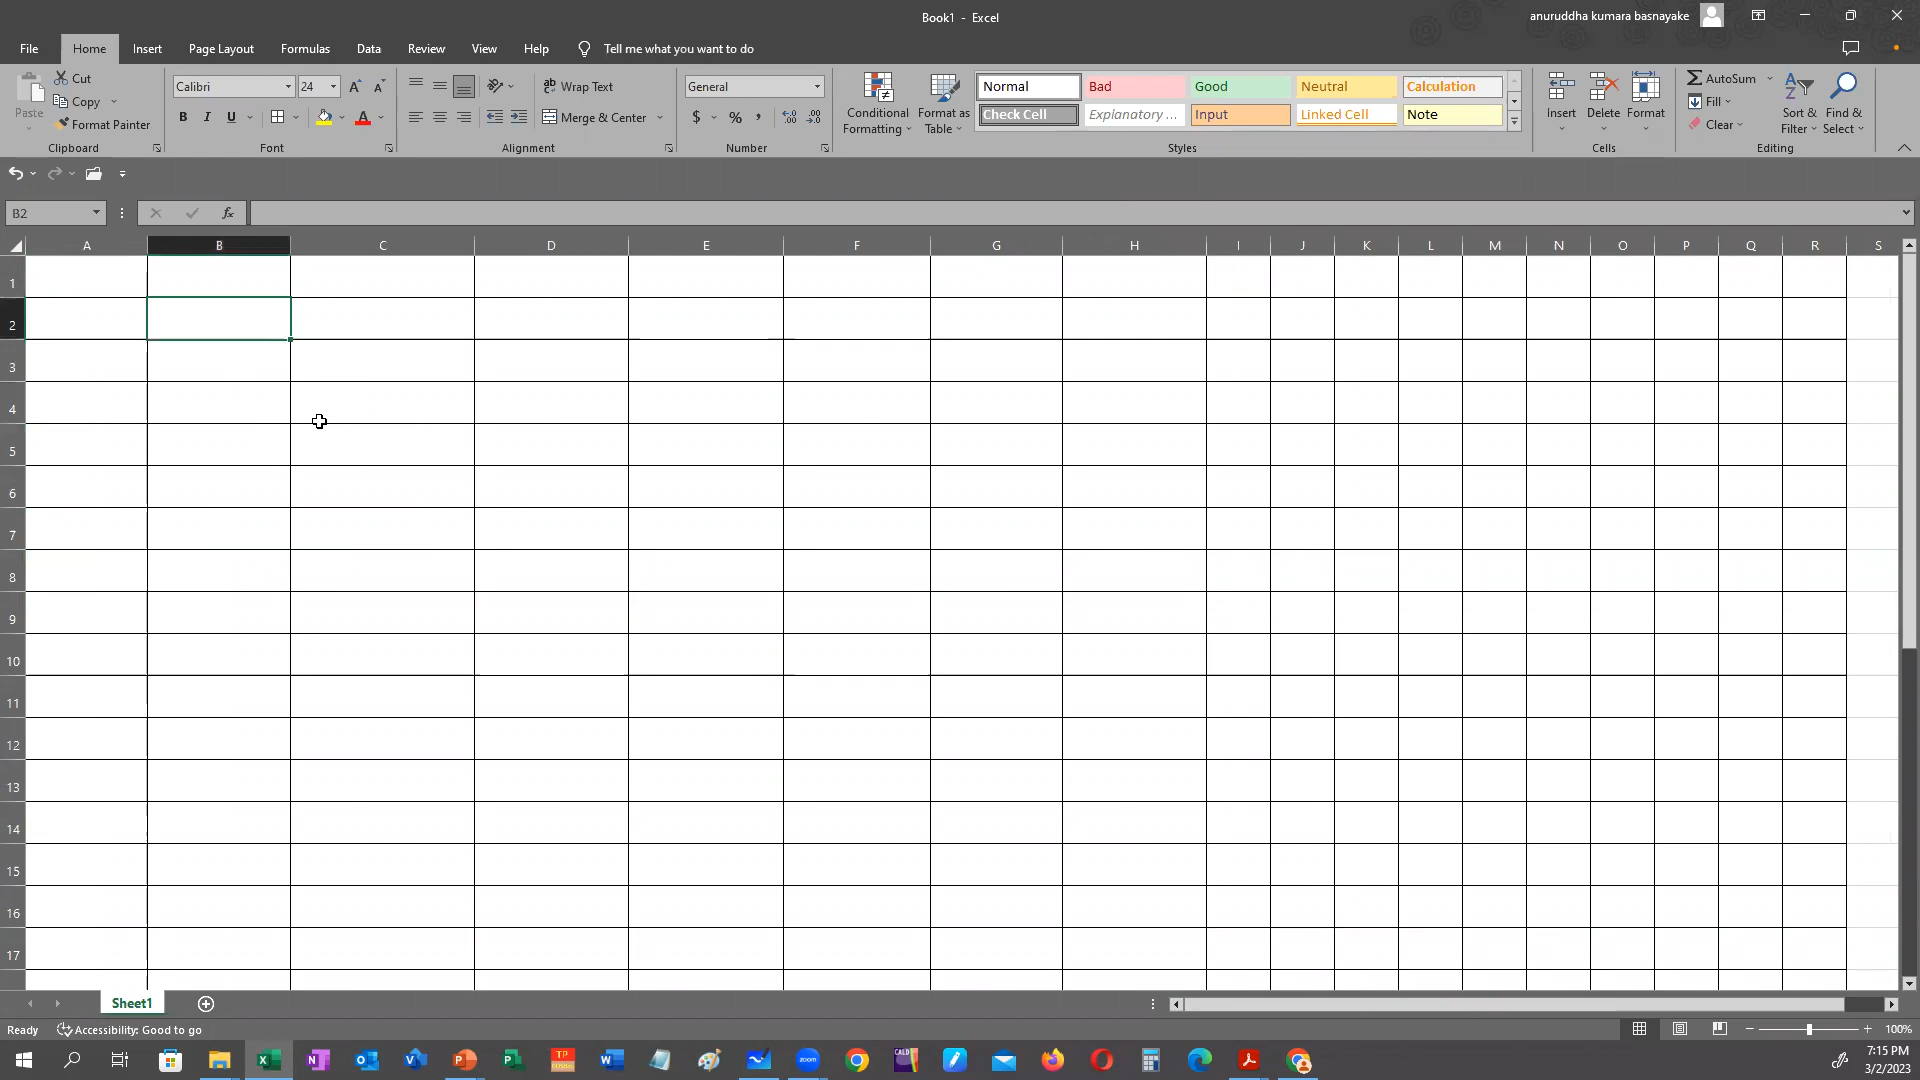 Book1 - Excel
anuruddha kumara basnayake
File Home Insert Page Layout Formulas Data Review View Help Tell me what you want to do
Paste
Cut
Copy
Format Painter
Clipboard
Calibri 24
B I U
Font
Wrap Text
Merge & Center
Alignment
General
$ % ,
Number
Conditional Formatting
Format as Table
Normal Bad Good Neutral Calculation
Check Cell Explanatory ... Input Linked Cell Note
Styles
Insert Delete Format
Cells
AutoSum
Fill
Clear
Sort & Filter
Find & Select
Editing
B2 fx
A B C D E F G H I J K L M N O P Q R S
1
2
3
4
5
6
7
8
9
10
11
12
13
14
15
16
17
Sheet1
Ready Accessibility: Good to go
100%
7:15 PM
3/2/2023